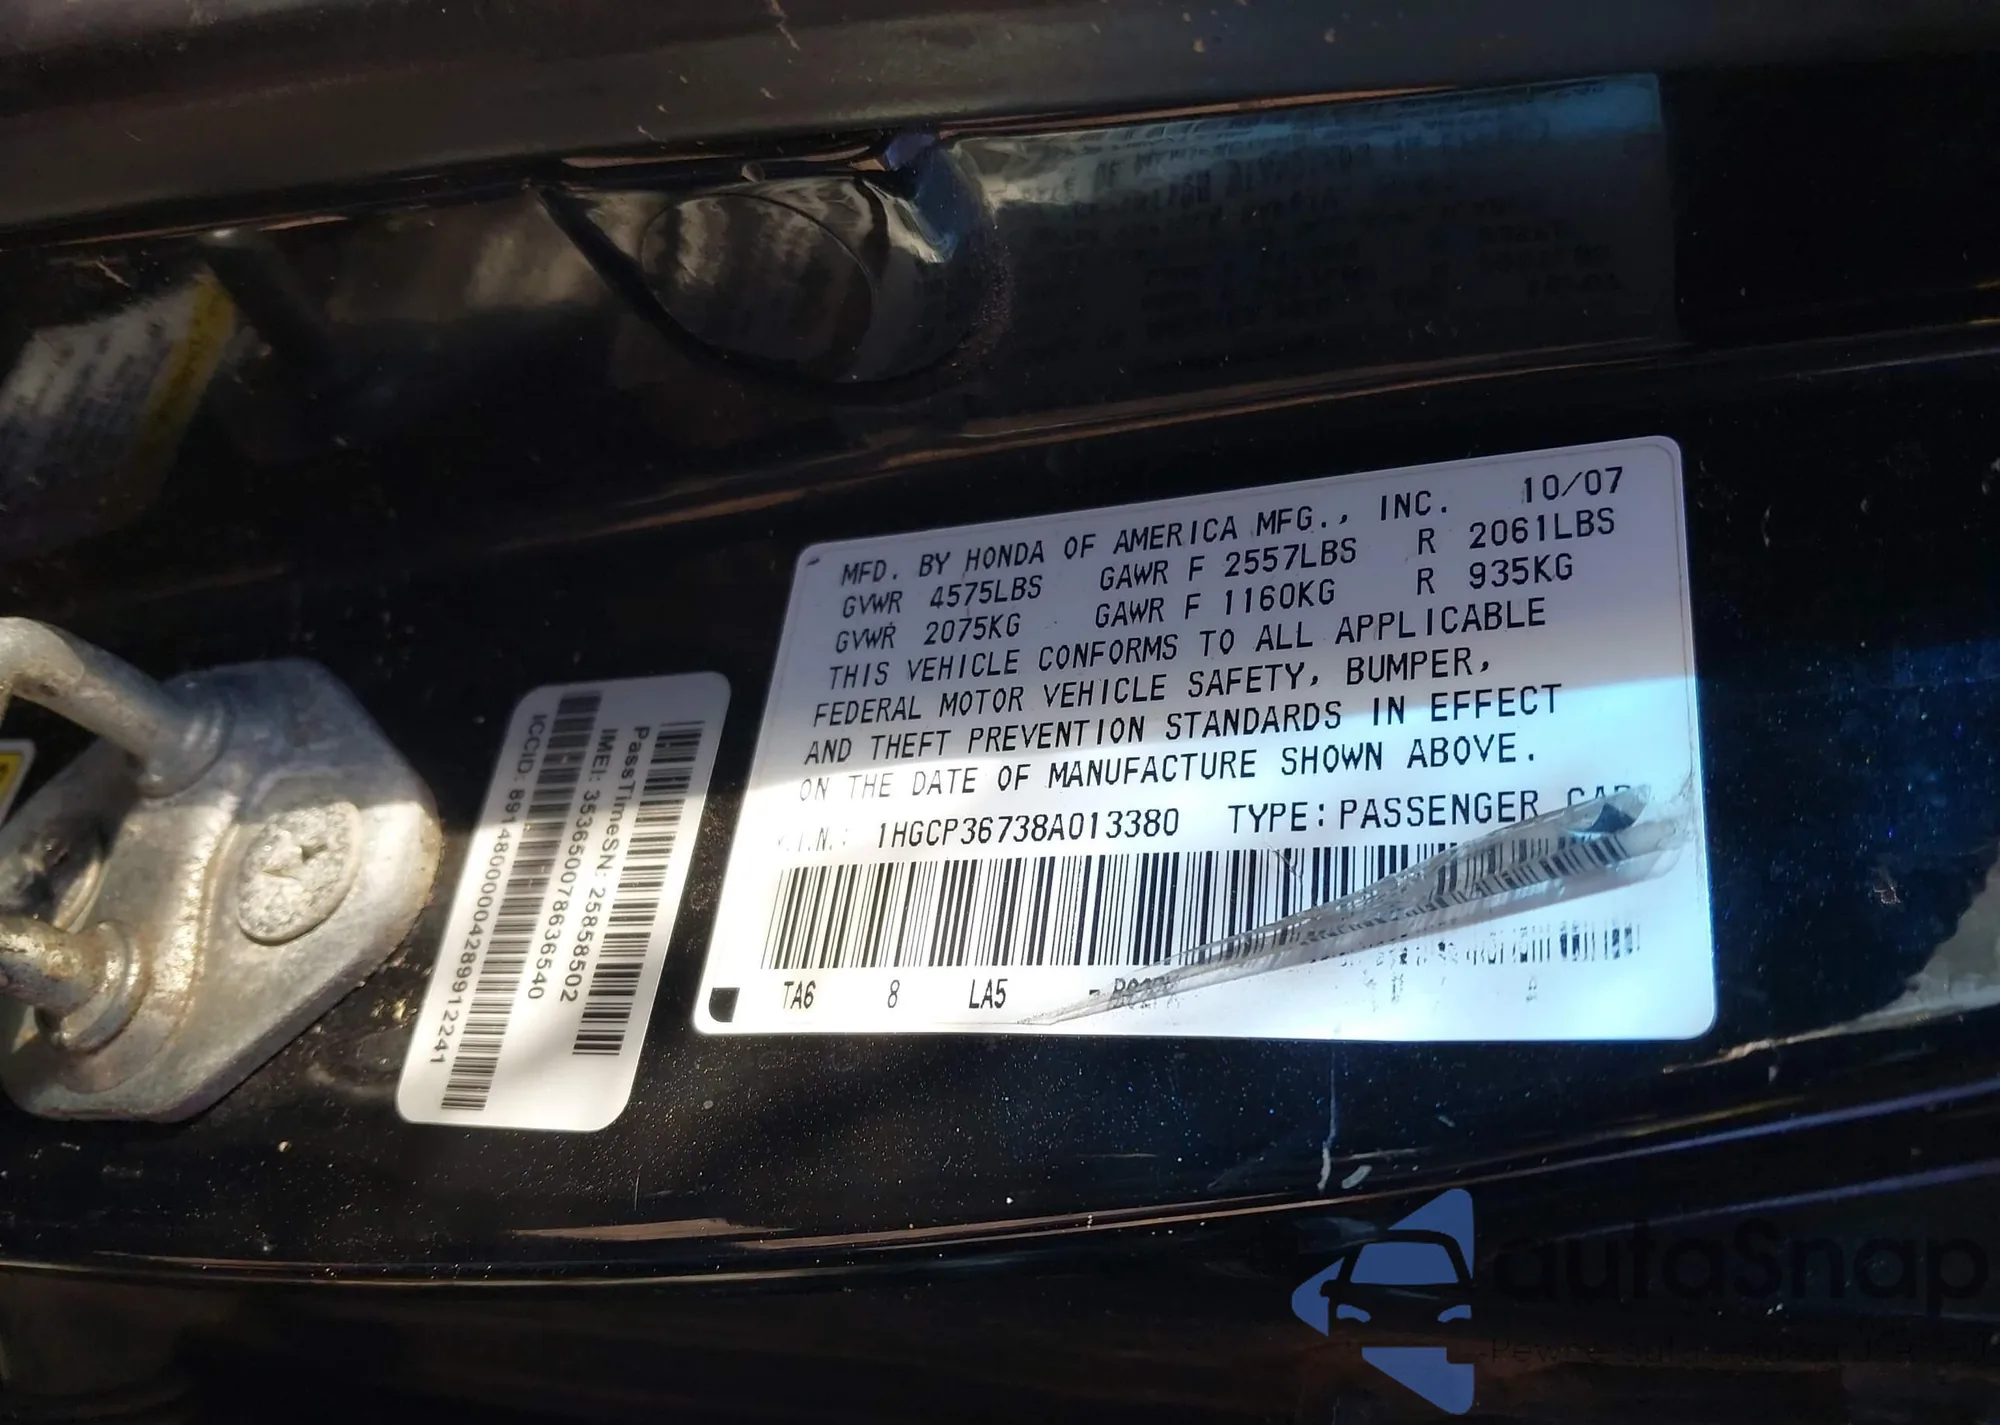 MFD. BY HONDA OF AMERICA MFG., INC. 10/07
GVWR 4575LBS GAWR F 2557LBS R 2061LBS
GVWR 2075KG GAWR F 1160KG R 935KG
THIS VEHICLE CONFORMS TO ALL APPLICABLE
FEDERAL MOTOR VEHICLE SAFETY, BUMPER,
AND THEFT PREVENTION STANDARDS IN EFFECT
ON THE DATE OF MANUFACTURE SHOWN ABOVE.
1HGCP36738A013380 TYPE: PASSENGER
TA6 8 LA5
PassTimeSN: 25858502
IMEI: 353650078636540
ICCID: 89148000004289912241
autoSnap